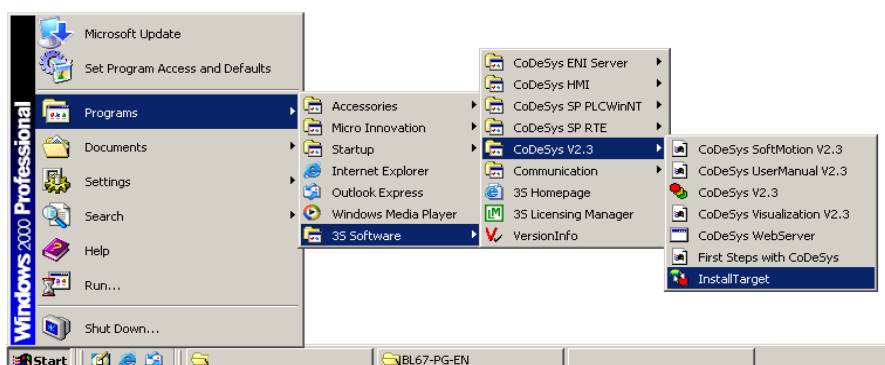 Windows 2000 Professional
Microsoft Update
Set Program Access and Defaults
Programs
Documents
Settings
Search
Help
Run...
Shut Down...
Accessories
Micro Innovation
Startup
Internet Explorer
Outlook Express
Windows Media Player
3S Software
CoDeSys ENI Server
CoDeSys HMI
CoDeSys SP PLCWinNT
CoDeSys SP RTE
CoDeSys V2.3
Communication
3S Homepage
3S Licensing Manager
VersionInfo
CoDeSys SoftMotion V2.3
CoDeSys UserManual V2.3
CoDeSys V2.3
CoDeSys Visualization V2.3
CoDeSys WebServer
First Steps with CoDeSys
InstallTarget
Start
BL67-PG-EN